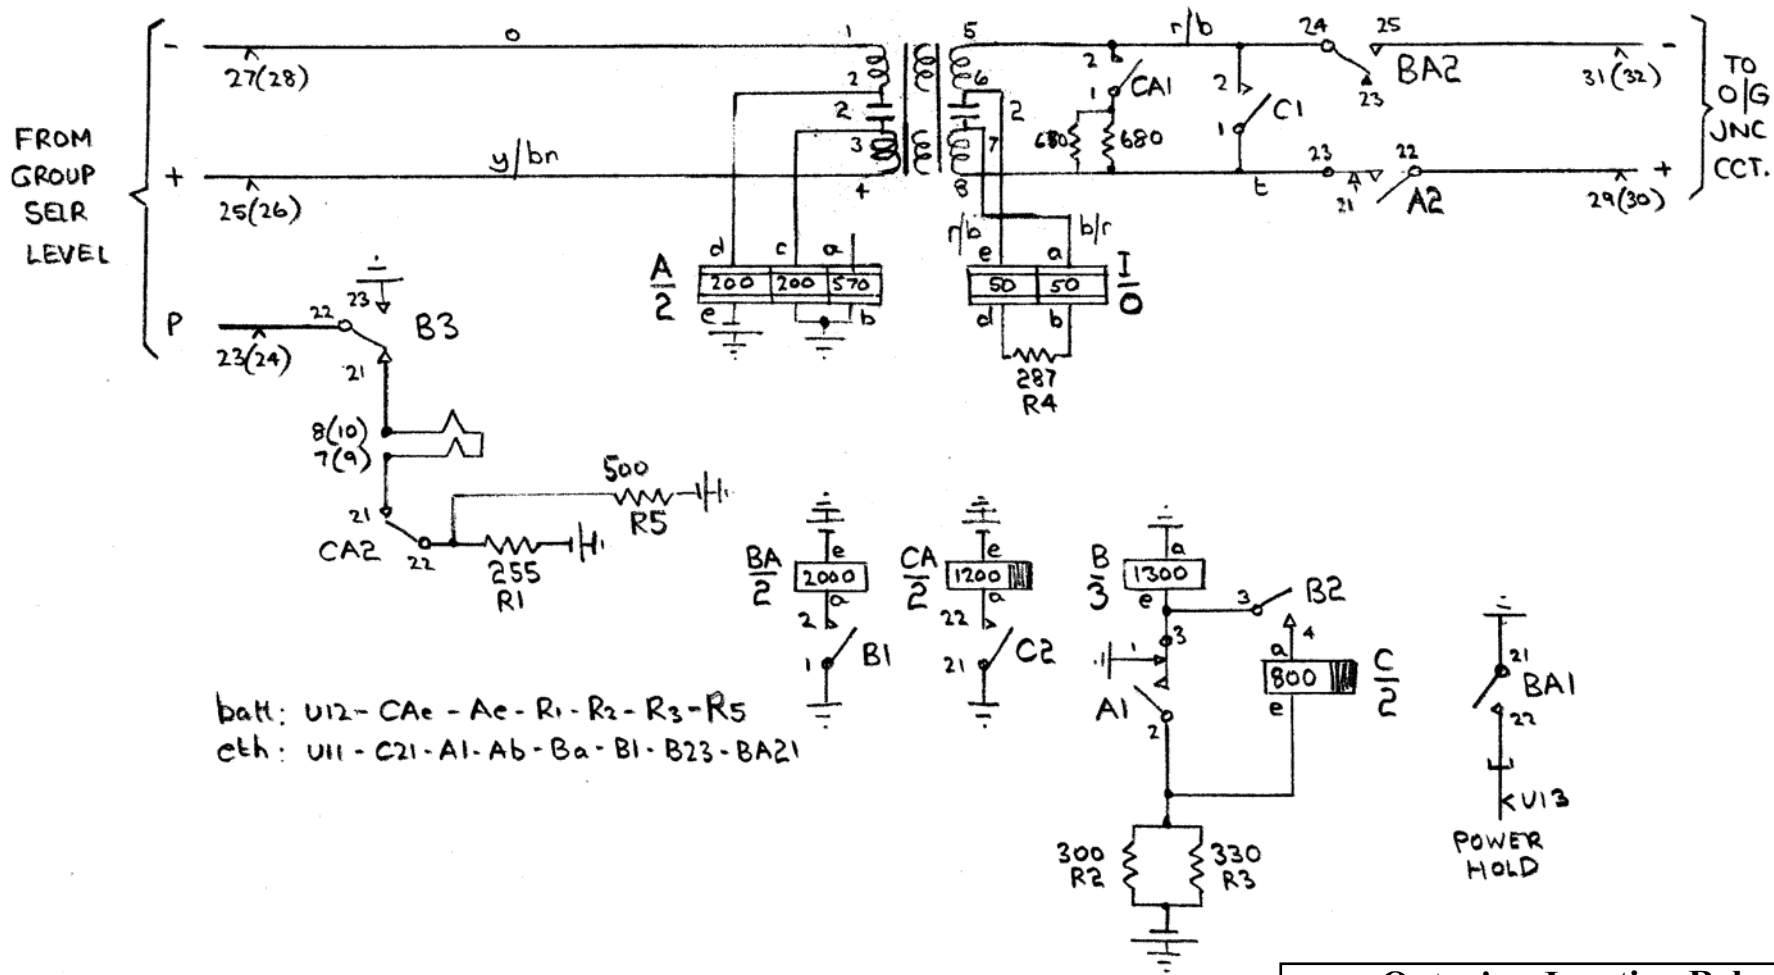 FROM
GROUP
SELR
LEVEL
-
27(28)
o
1
2
2
3
4
+
25(26)
y/bn
5
6
2
7
8
r/b
2
1
CA1
680
680
2
1
C1
t
24
25
BA2
23
31(32)
-
23
21
22
A2
29(30)
+
TO
O/G
JNC
CCT.
P
23(24)
22
23
B3
21
8(10)
7(9)
21
CA2
22
255
R1
500
R5
A
2
d
c
a
200
200
570
e
b
r/b
b/r
e
a
50
50
d
b
I
0
287
R4
BA
2
e
2000
a
2
1
B1
CA
2
e
1200
a
22
21
C2
B
3
a
1300
e
3
B2
4
3
1
A1
2
a
800
e
C
2
300
R2
330
R3
21
BA1
22
U13
POWER
HOLD
batt: U12- CAe - Ae- R1- R2- R3- R5
eth: U11 - C21- A1- Ab- Ba- B1- B23- BA21